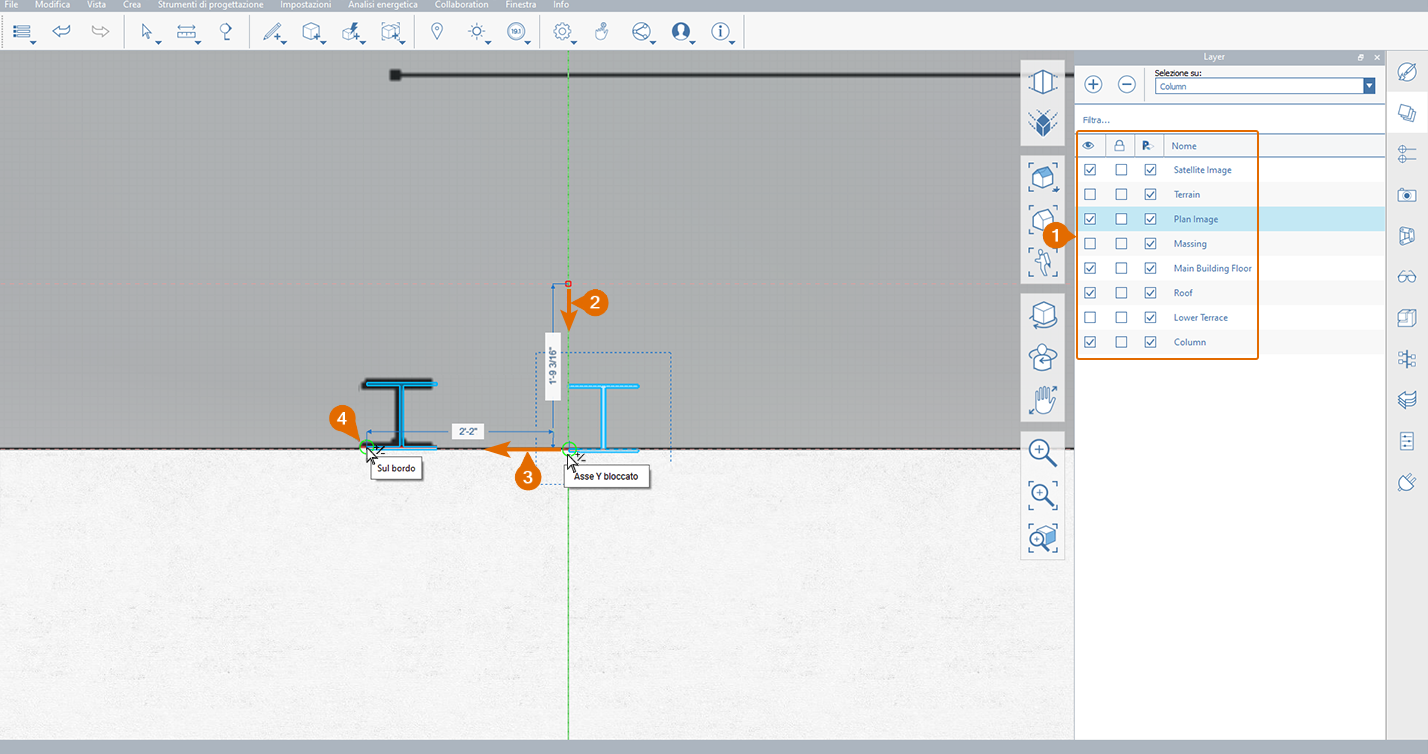 File Modifica Vista Crea Strumenti di progettazione Impostazioni Analisi energetica Collaboration Finestra Info
19.1
Layer
Selezione su:
Column
Filtra...
Nome
Satellite Image
Terrain
Plan Image
Massing
Main Building Floor
Roof
Lower Terrace
Column
1
2
1'-9 3/16"
4
2'-2"
Sul bordo
3
Asse Y bloccato